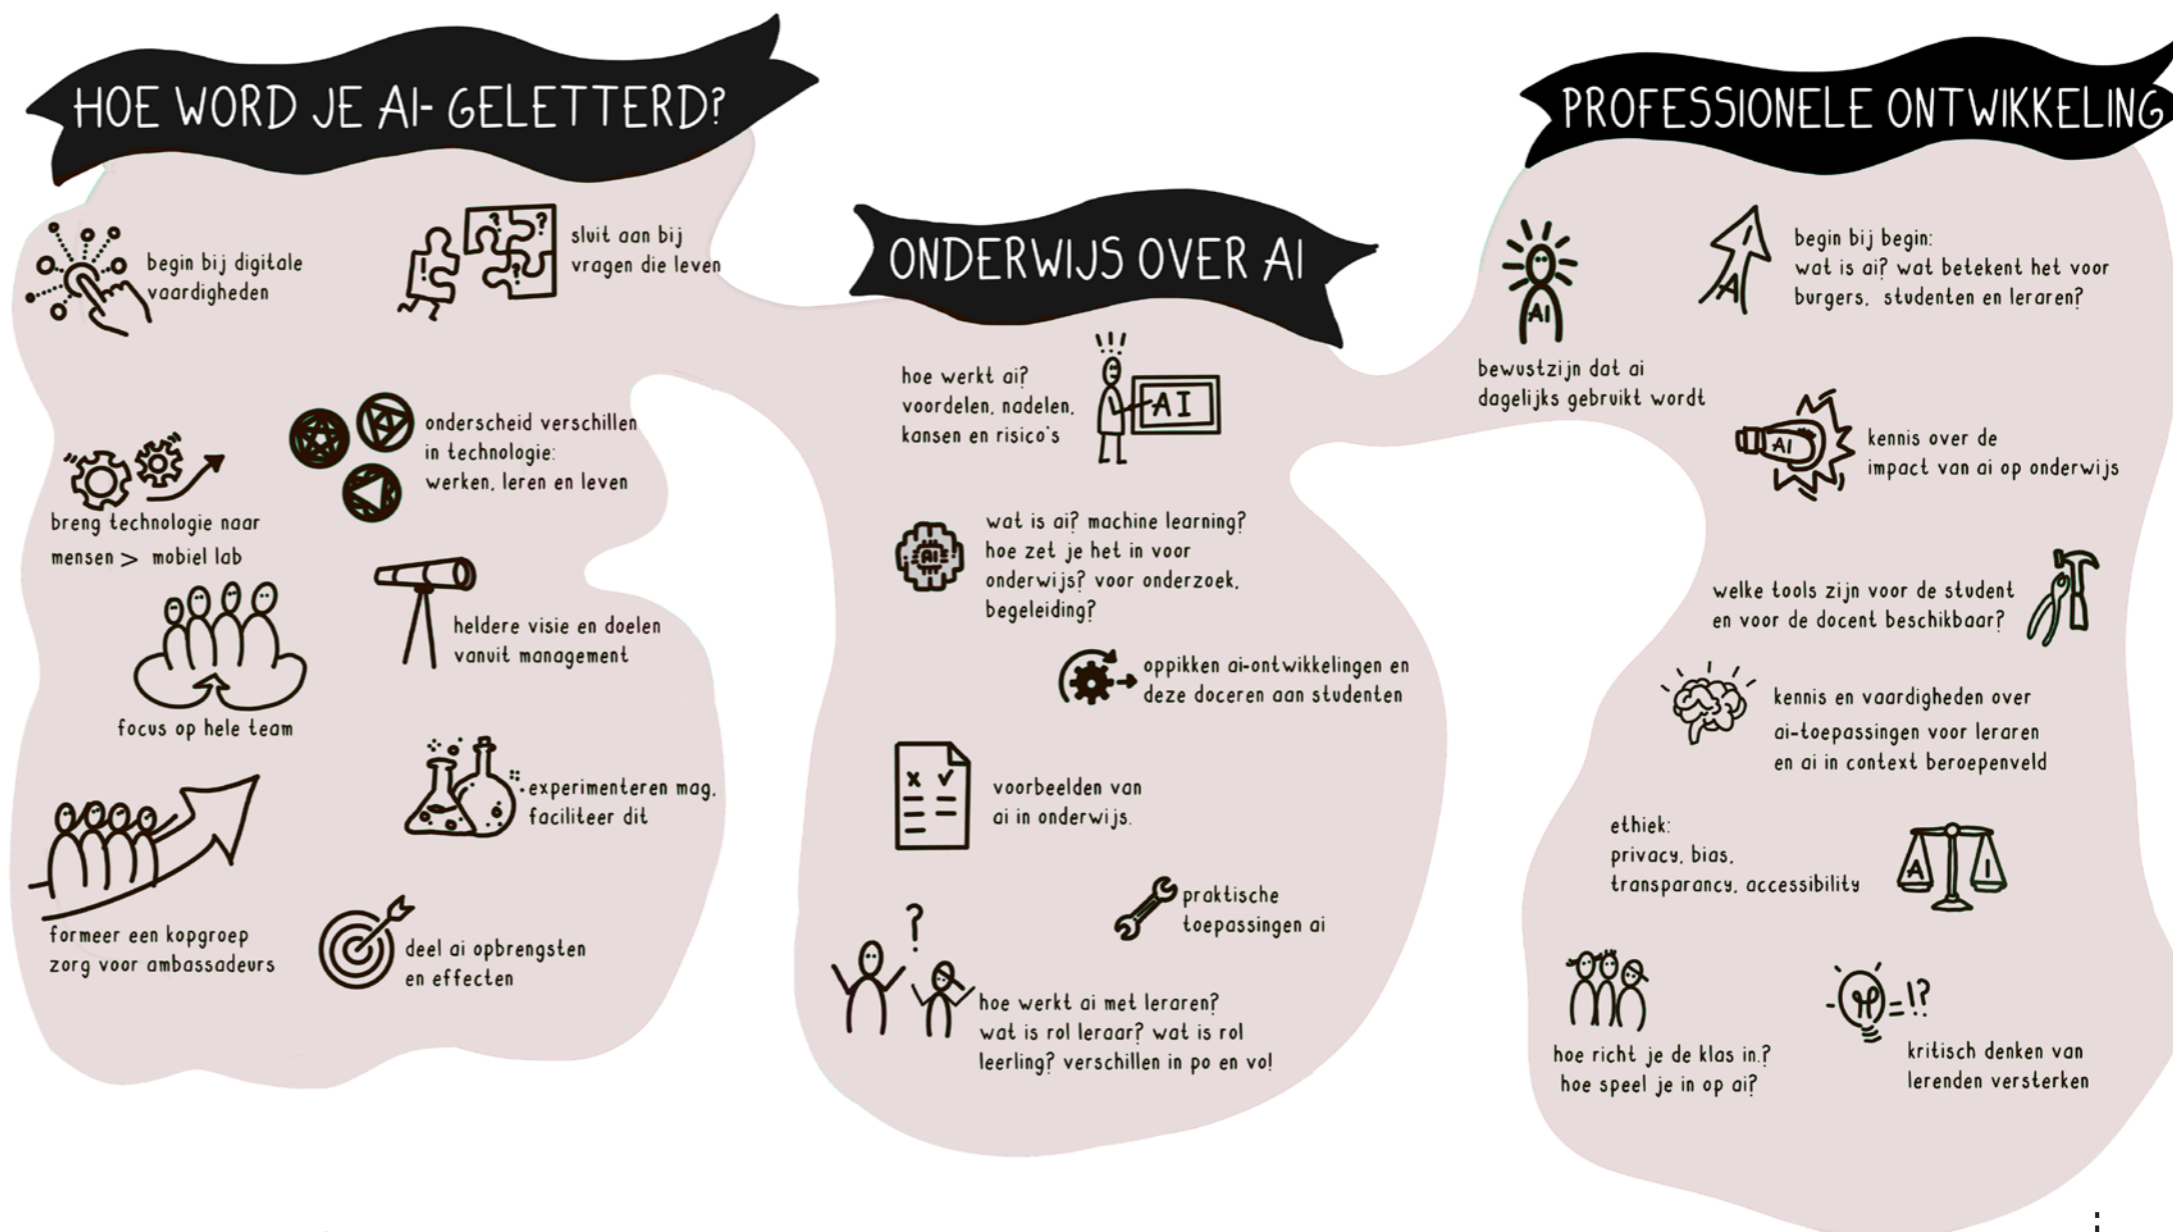 HOE WORD JE AI- GELETTERD?
begin bij digitale
vaardigheden
sluit aan bij
vragen die leven
breng technologie naar
mensen > mobiel lab
onderscheid verschillen
in technologie:
werken, leren en leven
focus op hele team
heldere visie en doelen
vanuit management
formeer een kopgroep
zorg voor ambassadeurs
experimenteren mag,
faciliteer dit
deel ai opbrengsten
en effecten
ONDERWIJS OVER AI
hoe werkt ai?
voordelen, nadelen,
kansen en risico's
AI
AI
wat is ai? machine learning?
hoe zet je het in voor
onderwijs? voor onderzoek,
begeleiding?
oppikken ai-ontwikkelingen en
deze doceren aan studenten
voorbeelden van
ai in onderwijs.
praktische
toepassingen ai
?
hoe werkt ai met leraren?
wat is rol leraar? wat is rol
leerling? verschillen in po en vo!
PROFESSIONELE ONTWIKKELING
AI
bewustzijn dat ai
dagelijks gebruikt wordt
AI
begin bij begin:
wat is ai? wat betekent het voor
burgers, studenten en leraren?
AI
kennis over de
impact van ai op onderwijs
welke tools zijn voor de student
en voor de docent beschikbaar?
kennis en vaardigheden over
ai-toepassingen voor leraren
en ai in context beroepenveld
ethiek:
privacy, bias,
transparancy, accessibility
A I
hoe richt je de klas in.?
hoe speel je in op ai?
=!?
kritisch denken van
lerenden versterken